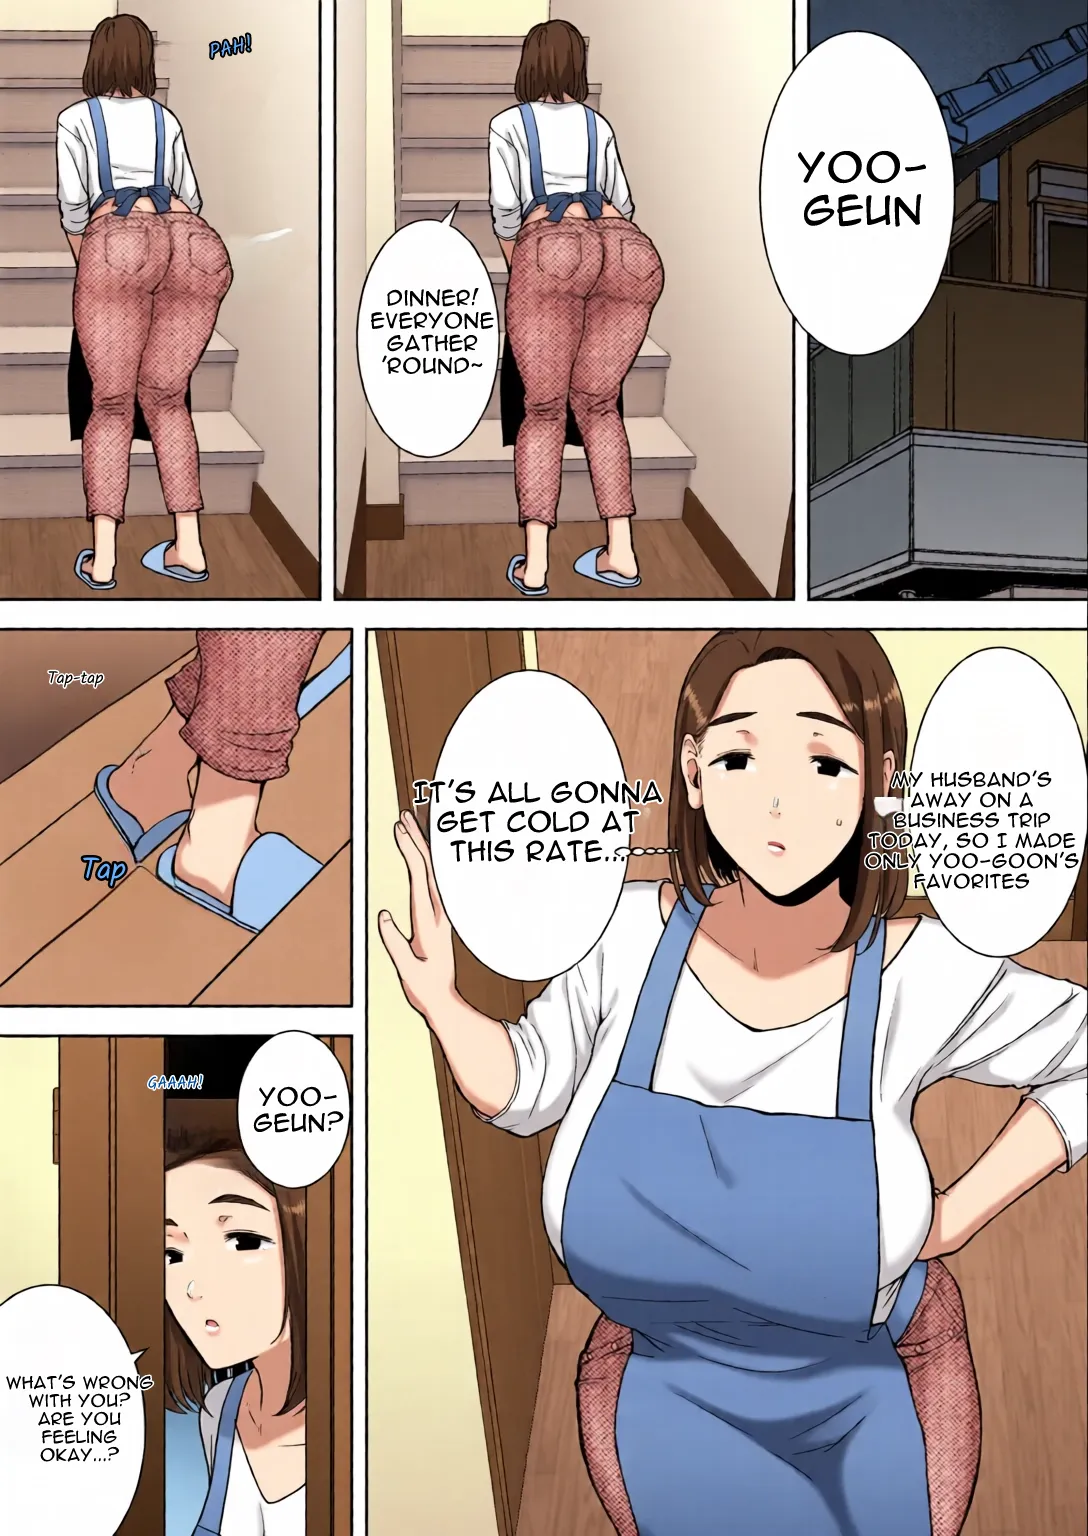 YOO-
GEUN
DINNER!
EVERYONE
GATHER
'ROUND~
PAH!
MY HUSBAND'S
AWAY ON A
BUSINESS TRIP
TODAY, SO I MADE
ONLY YOO-GOON'S
FAVORITES
IT'S ALL GONNA
GET COLD AT
THIS RATE...
Tap-tap
Tap
YOO-
GEUN?
GAAAH!
WHAT'S WRONG
WITH YOU?
ARE YOU
FEELING
OKAY...?